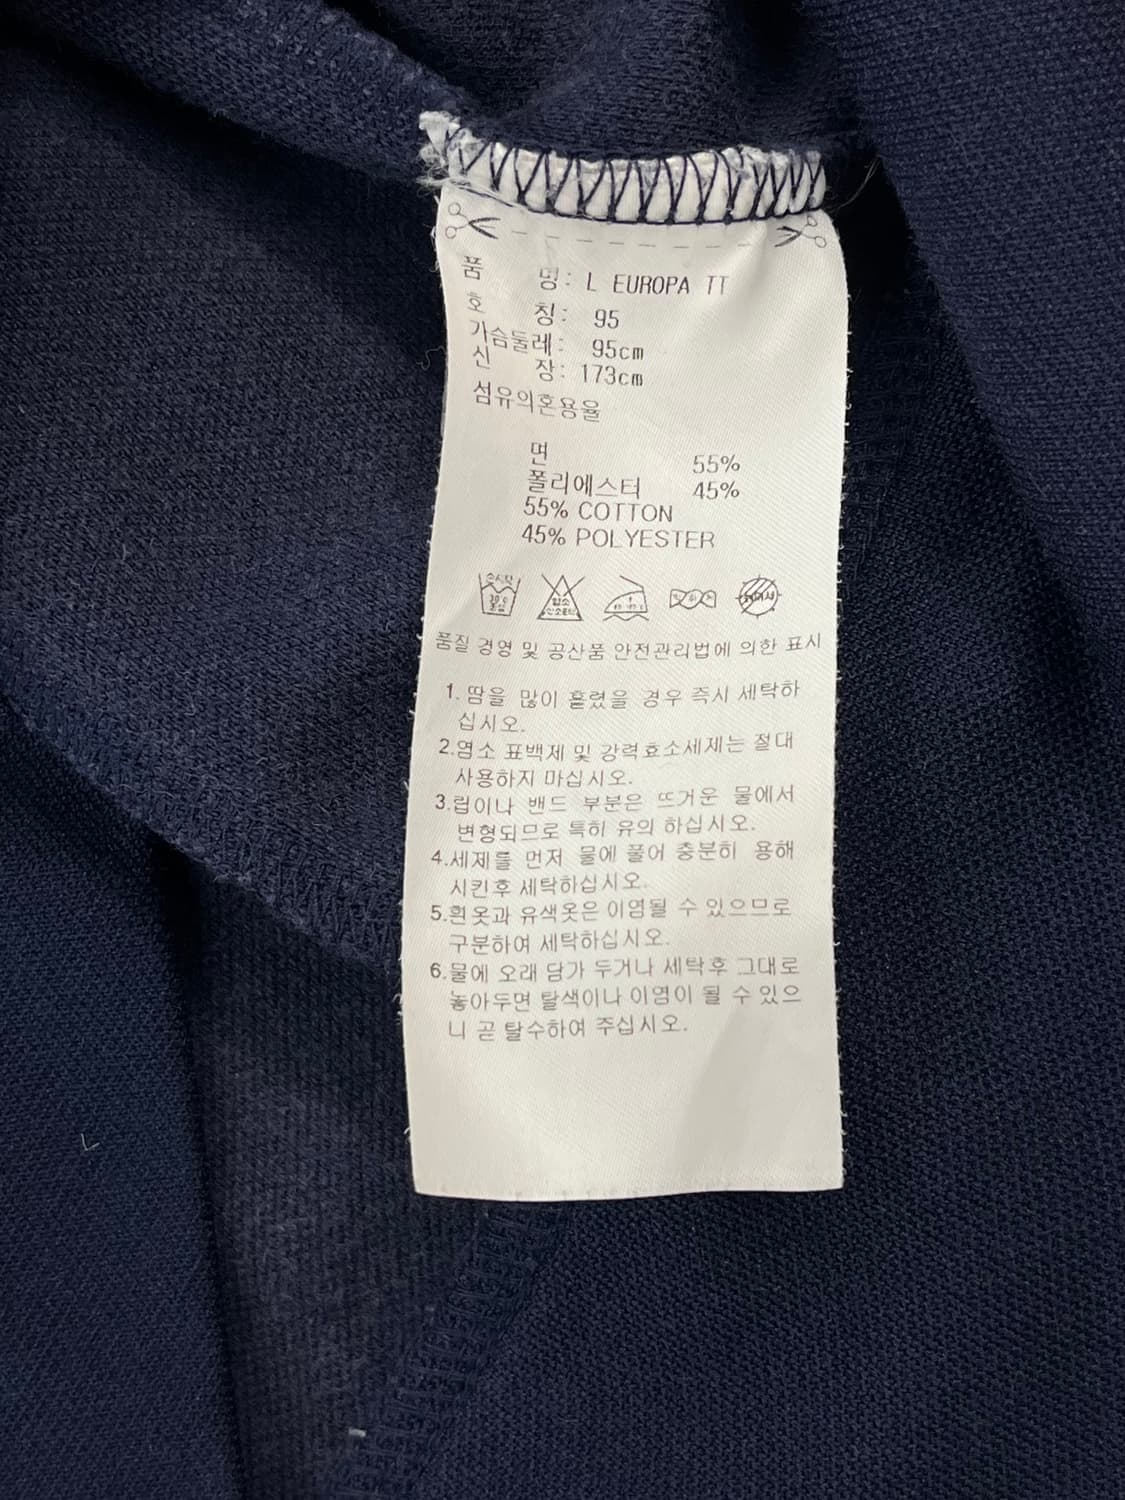 품 명: L EUROPA TT
호 칭: 95
가슴둘레: 95cm
신 장: 173cm
섬유의혼용율
면 55%
폴리에스터 45%
55% COTTON
45% POLYESTER
염소
품질 경영 및 공산품 안전관리법에 의한 표시
1. 땀을 많이 흘렸을 경우 즉시 세탁하
십시오.
2.염소 표백제 및 강력효소세제는 절대
사용하지 마십시오.
3.립이나 밴드 부분은 뜨거운 물에서
변형되므로 특히 유의 하십시오.
4.세제를 먼저 물에 풀어 충분히 용해
시킨후 세탁하십시오.
5.흰옷과 유색옷은 이염될 수 있으므로
구분하여 세탁하십시오.
6.물에 오래 담가 두거나 세탁후 그대로
놓아두면 탈색이나 이염이 될 수 있으
니 곧 탈수하여 주십시오.